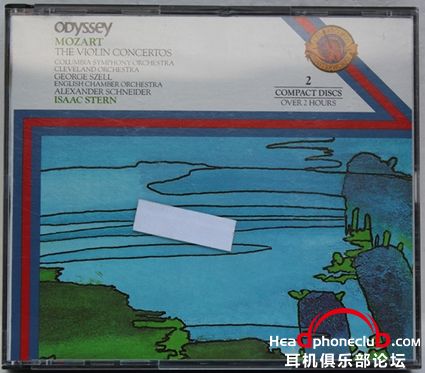 Odyssey
MOZART
THE VIOLIN CONCERTOS
COLUMBIA SYMPHONY ORCHESTRA
CLEVELAND ORCHESTRA
GEORGE SZELL
ENGLISH CHAMBER ORCHESTRA
ALEXANDER SCHNEIDER
ISAAC STERN
2
COMPACT DISCS
OVER 2 HOURS
Headphoneclub.com
耳机俱乐部论坛